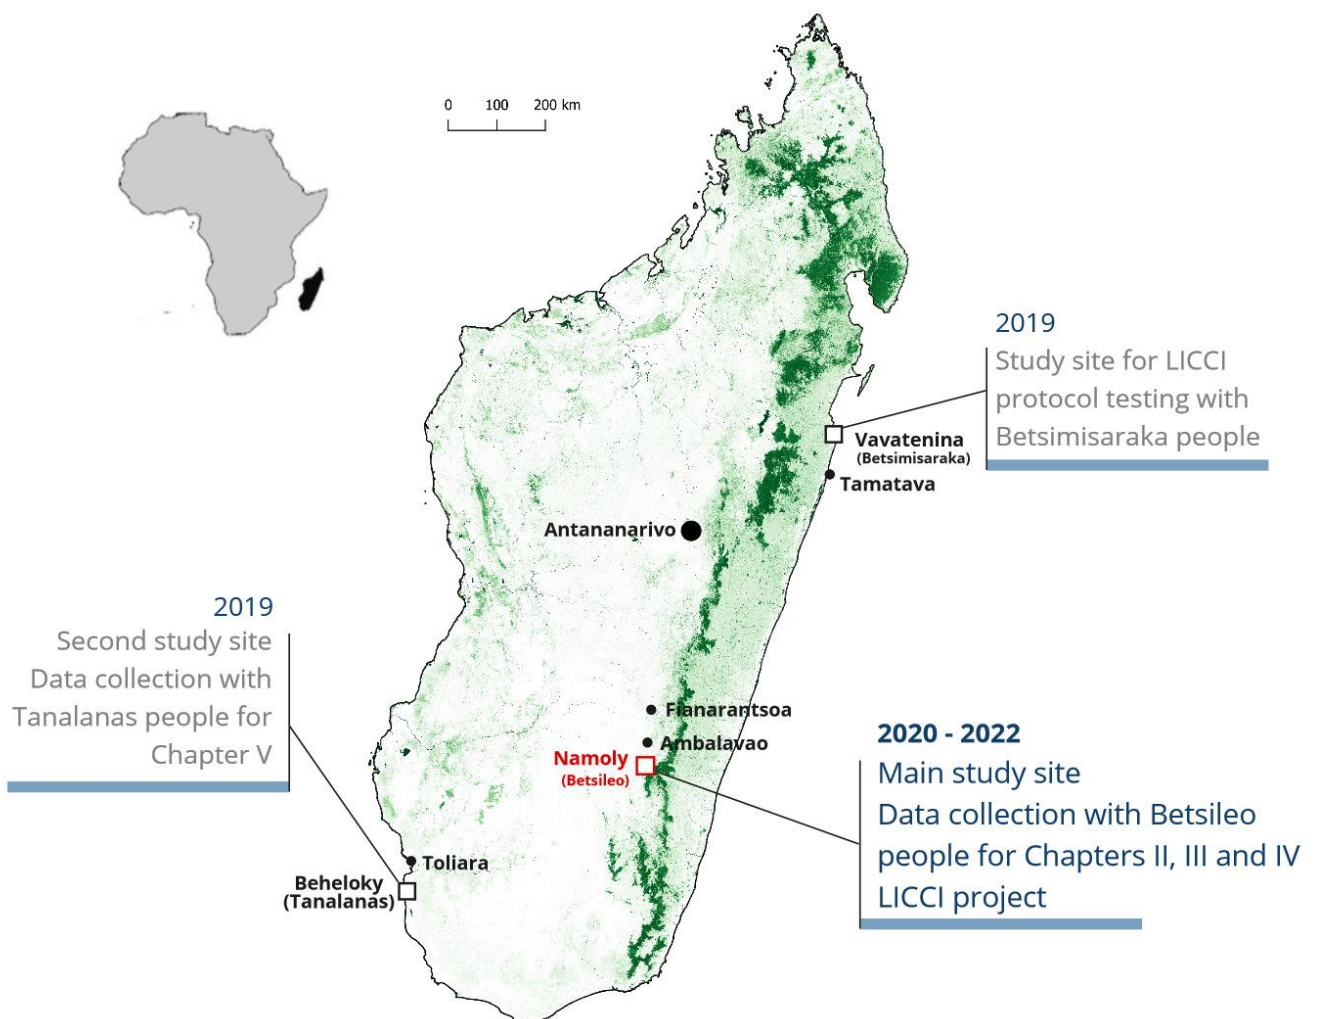 0 100 200 km
2019
Study site for LICCI
protocol testing with
Betsimisaraka people
Vavatenina
(Betsimisaraka)
Tamatava
Antananarivo
2019
Second study site
Data collection with
Tanalanas people for
Chapter V
Fianarantsoa
Ambalavao
Namoly
(Betsileo)
2020 - 2022
Main study site
Data collection with Betsileo
people for Chapters II, III and IV
LICCI project
Toliara
Beheloky
(Tanalanas)